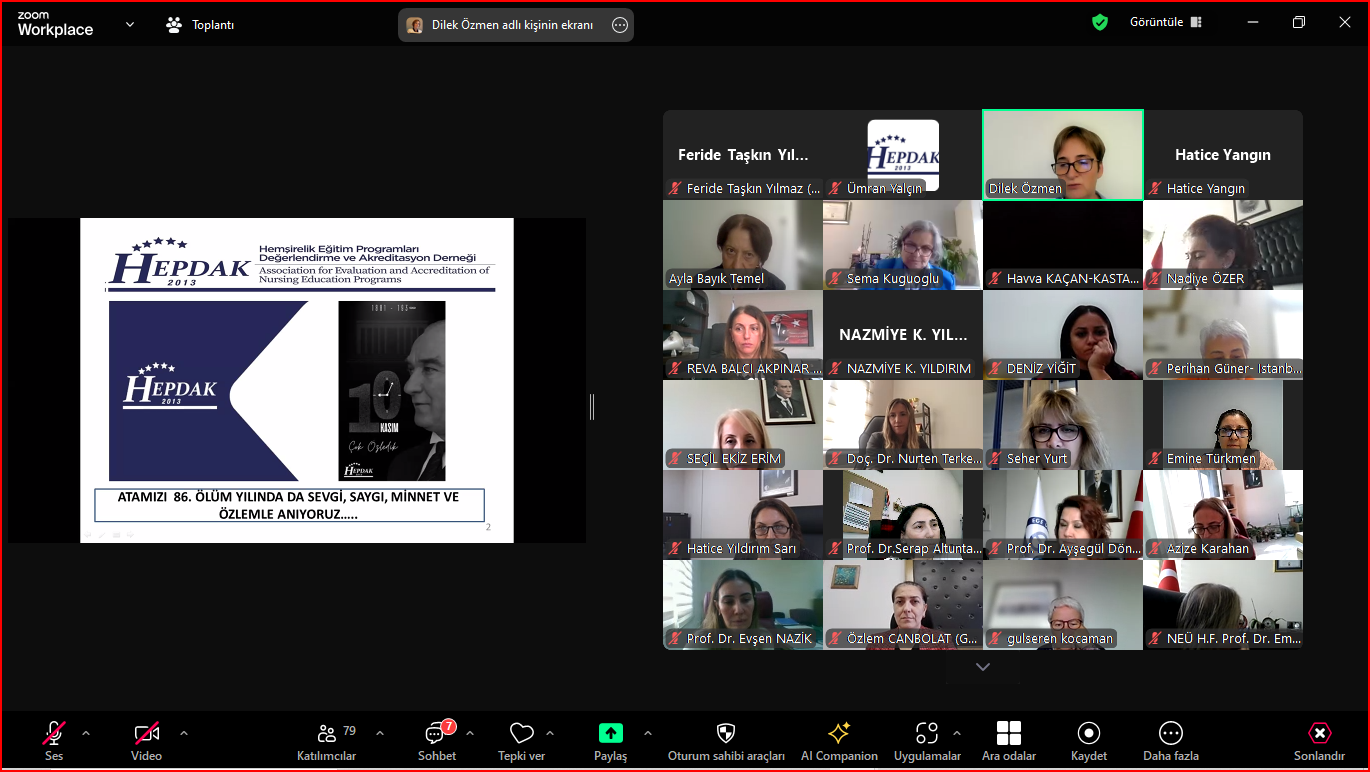 zoom
Workplace
Toplantı
Dilek Özmen adlı kişinin ekranı
Görüntüle
HEPDAK
2013
Hemşirelik Eğitim Programları
Değerlendirme ve Akreditasyon Derneği
Association for Evaluation and Accreditation of
Nursing Education Programs
HEPDAK
2013
1881 - 193∞
10
KASIM
Çok Özledik
HEPDAK
ATAMIZI 86. ÖLÜM YILINDA DA SEVGİ, SAYGI, MİNNET VE
ÖZLEMLE ANIYORUZ.....
2
Feride Taşkın Yıl...
Feride Taşkın Yılmaz (...
HEPDAK
2013
Ümran Yalçın
Dilek Özmen
Hatice Yangın
Hatice Yangın
Ayla Bayık Temel
Sema Kuguoglu
Havva KAÇAN-KASTA...
Nadiye ÖZER
REVA BALCI AKPINAR ...
NAZMİYE K. YIL...
NAZMİYE K. YILDIRIM
DENİZ YİĞİT
Perihan Güner- Istanb...
SEÇİL EKİZ ERİM
Doç. Dr. Nurten Terke...
Seher Yurt
Emine Türkmen
Hatice Yıldırım Sarı
Prof. Dr.Serap Altunta...
EGE
Prof. Dr. Ayşegül Dön...
Azize Karahan
Prof. Dr. Evşen NAZİK
Özlem CANBOLAT (G...
gulseren kocaman
NEÜ H.F. Prof. Dr. Em...
Ses
Video
79
Katılımcılar
7
Sohbet
Tepki ver
Paylaş
Oturum sahibi araçları
AI Companion
Uygulamalar
Ara odalar
Kaydet
Daha fazla
Sonlandır